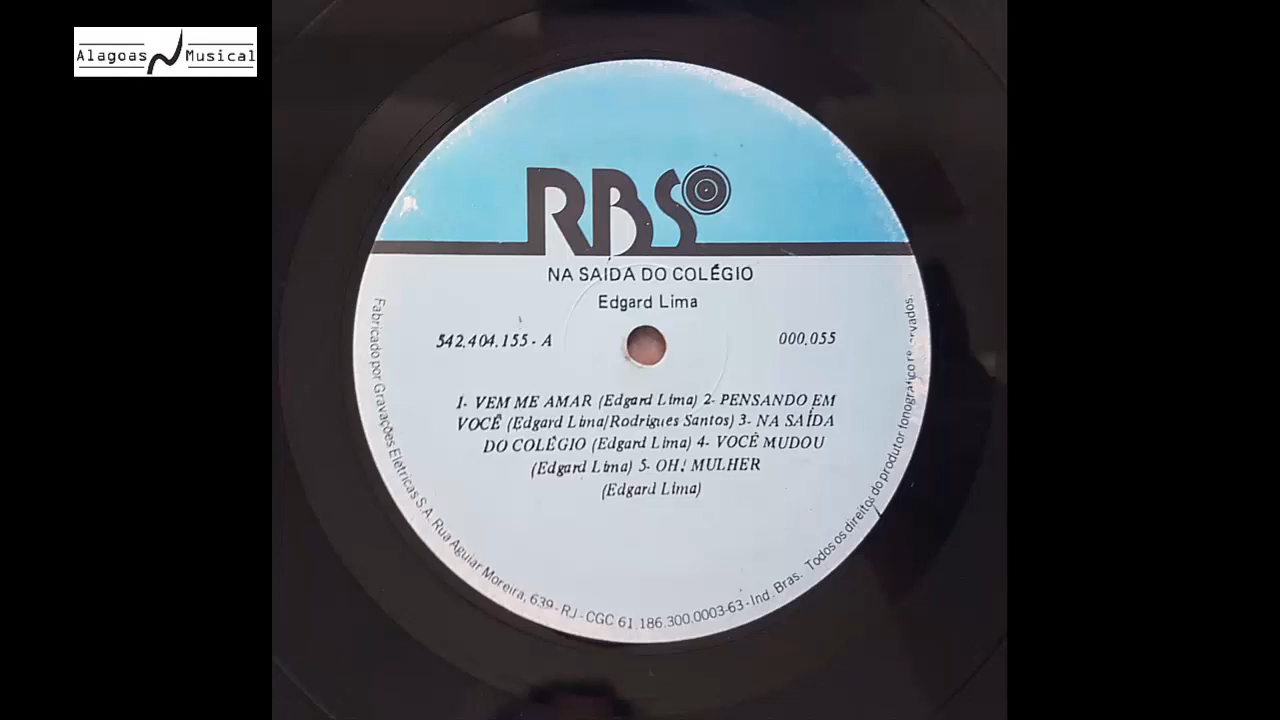 Alagoas Musical
RBS
NA SAIDA DO COLÉGIO
Edgard Lima
542.404.155 - A
000.055
1- VEM ME AMAR (Edgard Lima) 2- PENSANDO EM
VOCÊ (Edgard Lima/Rodrigues Santos) 3- NA SAÍDA
DO COLÉGIO (Edgard Lima) 4- VOCÊ MUDOU
(Edgard Lima) 5- OH! MULHER
(Edgard Lima)
Fabricado por Gravações Eletricas S.A. Rua Aguiar Moreira, 639 - RJ - CGC 61.186.300.0003-63 - Ind. Bras. Todos os direitos do produtor fonográfico